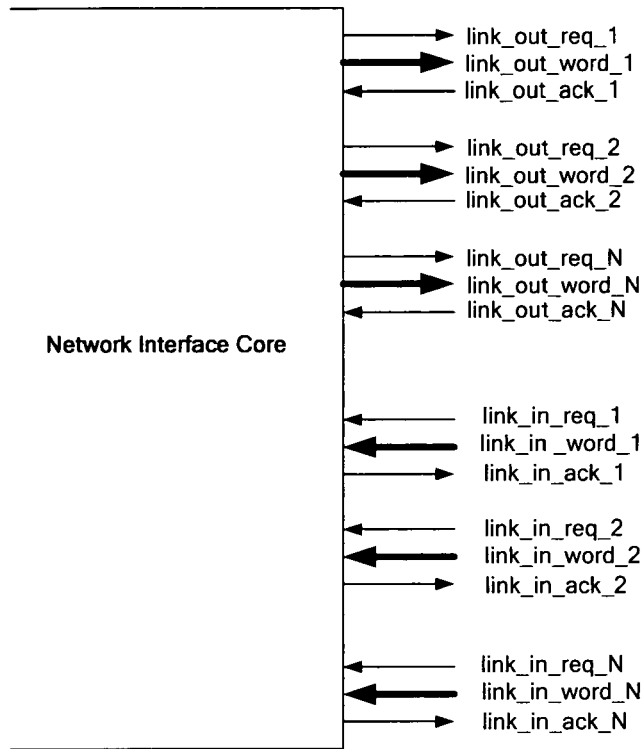 link_out_req_1
link_out_word_1
link_out_ack_1
link_out_req_2
link_out_word_2
link_out_ack_2
link_out_req_N
link_out_word_N
link_out_ack_N
Network Interface Core
link_in_req_1
link_in _word_1
link_in_ack_1
link_in_req_2
link_in_word_2
link_in_ack_2
link_in_req_N
link_in_word_N
link_in_ack_N